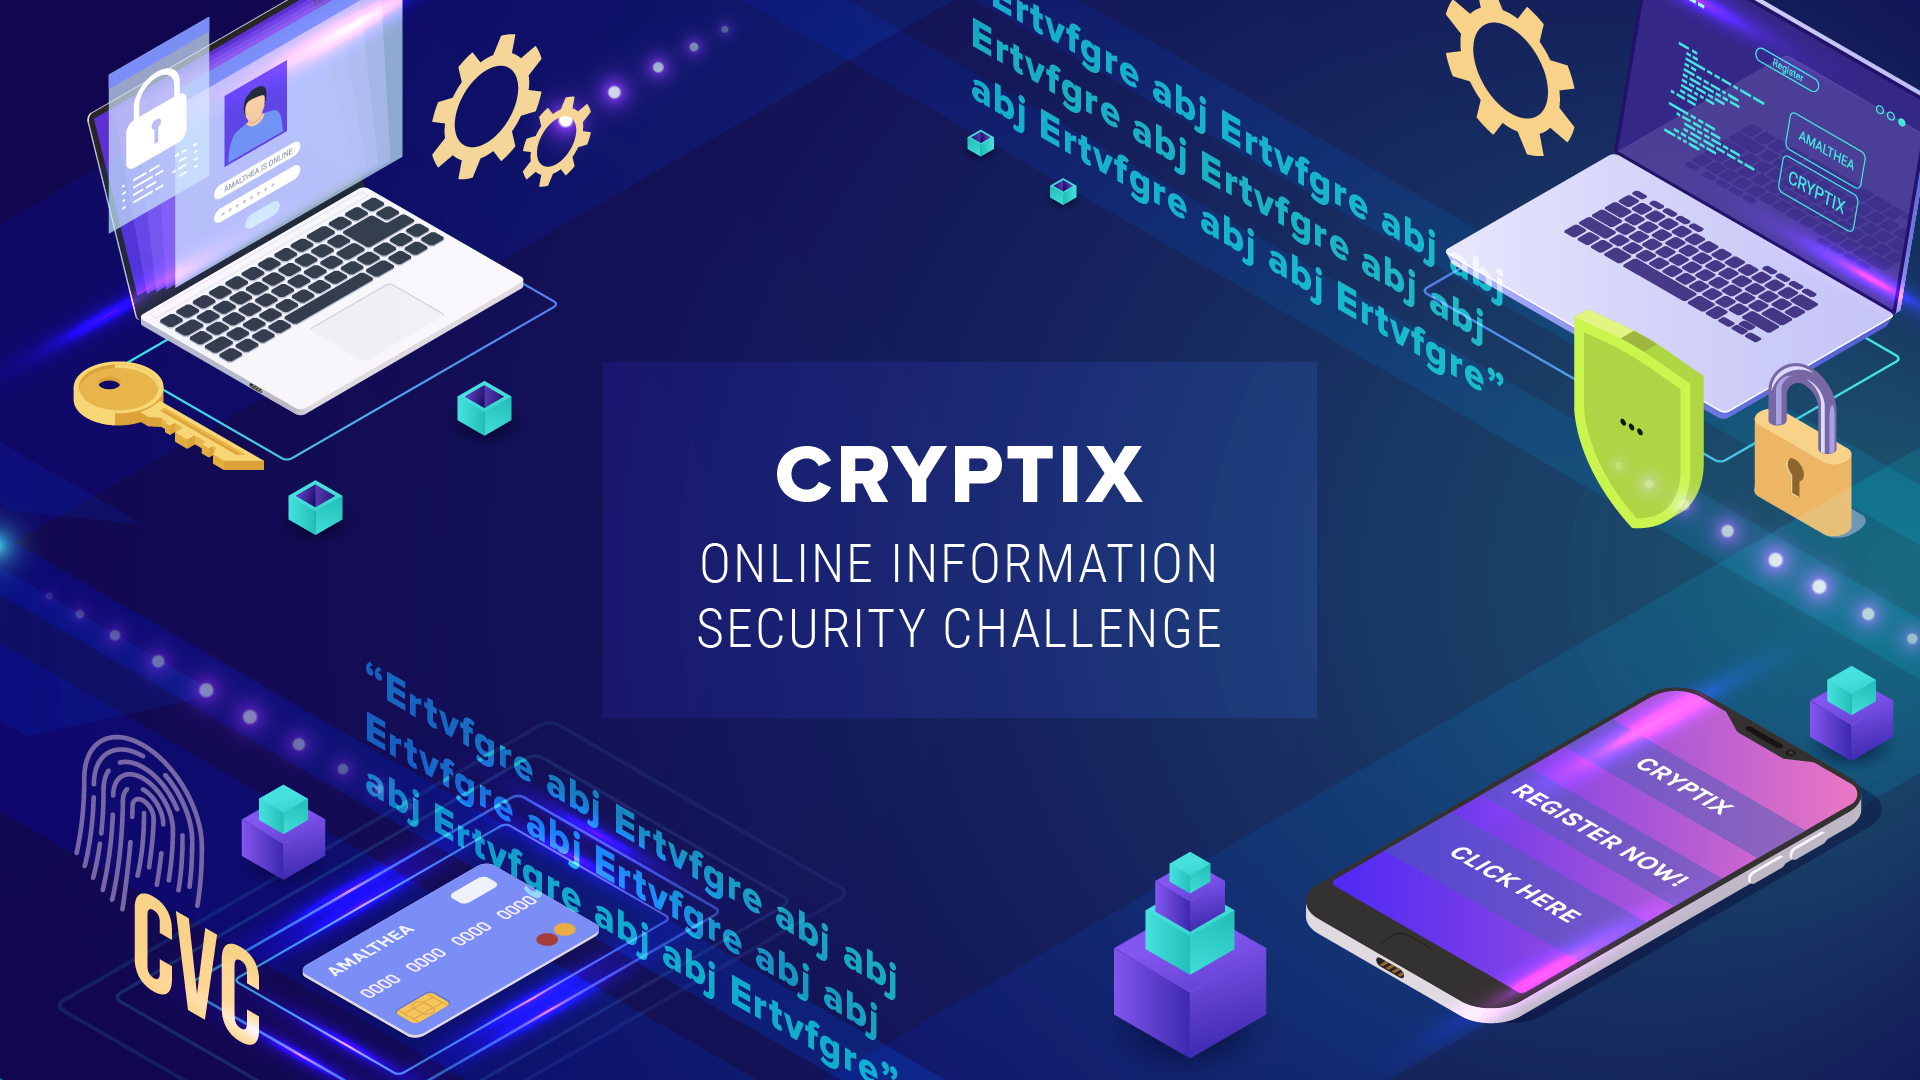 Ertvfgre abj Ertvfgre abj abj
Ertvfgre abj Ertvfgre abj abj
abj Ertvfgre abj abj Ertvfgre”
Register
AMALTHEA
CRYPTIX
AMALTHEA IS ONLINE
CRYPTIX
ONLINE INFORMATION
SECURITY CHALLENGE
“Ertvfgre abj Ertvfgre abj abj
Ertvfgre abj Ertvfgre abj abj
abj Ertvfgre abj abj Ertvfgre”
CVC
AMALTHEA
0000 0000 0000 0000
CRYPTIX
REGISTER NOW!
CLICK HERE